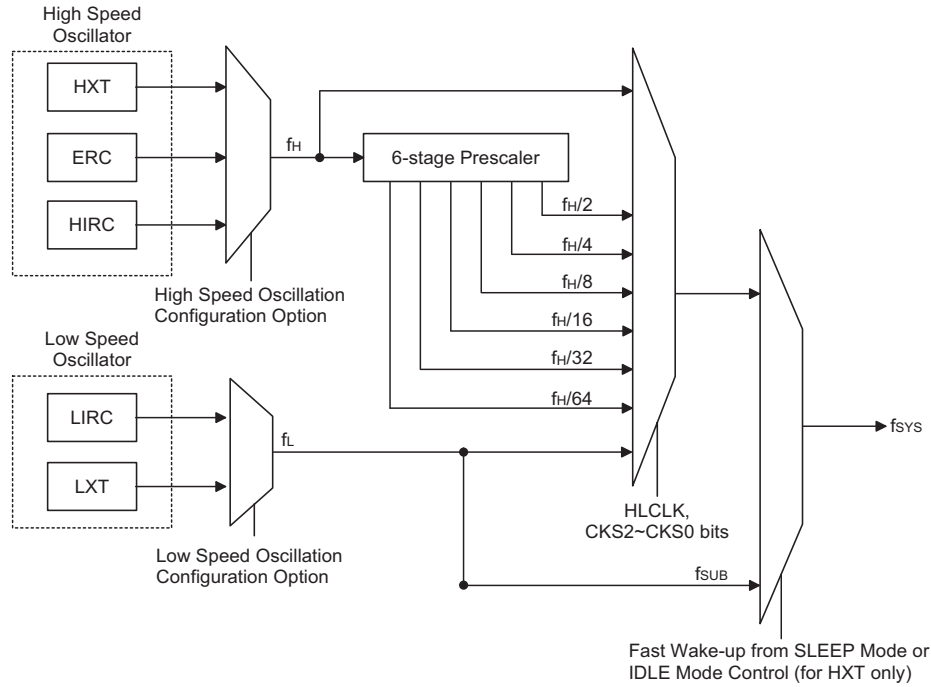 High Speed
Oscillator
HXT
ERC
HIRC
fH
6-stage Prescaler
fH/2
fH/4
fH/8
fH/16
fH/32
fH/64
High Speed Oscillation
Configuration Option
Low Speed
Oscillator
LIRC
LXT
fL
Low Speed Oscillation
Configuration Option
HLCLK,
CKS2~CKS0 bits
fSUB
fSYS
Fast Wake-up from SLEEP Mode or
IDLE Mode Control (for HXT only)